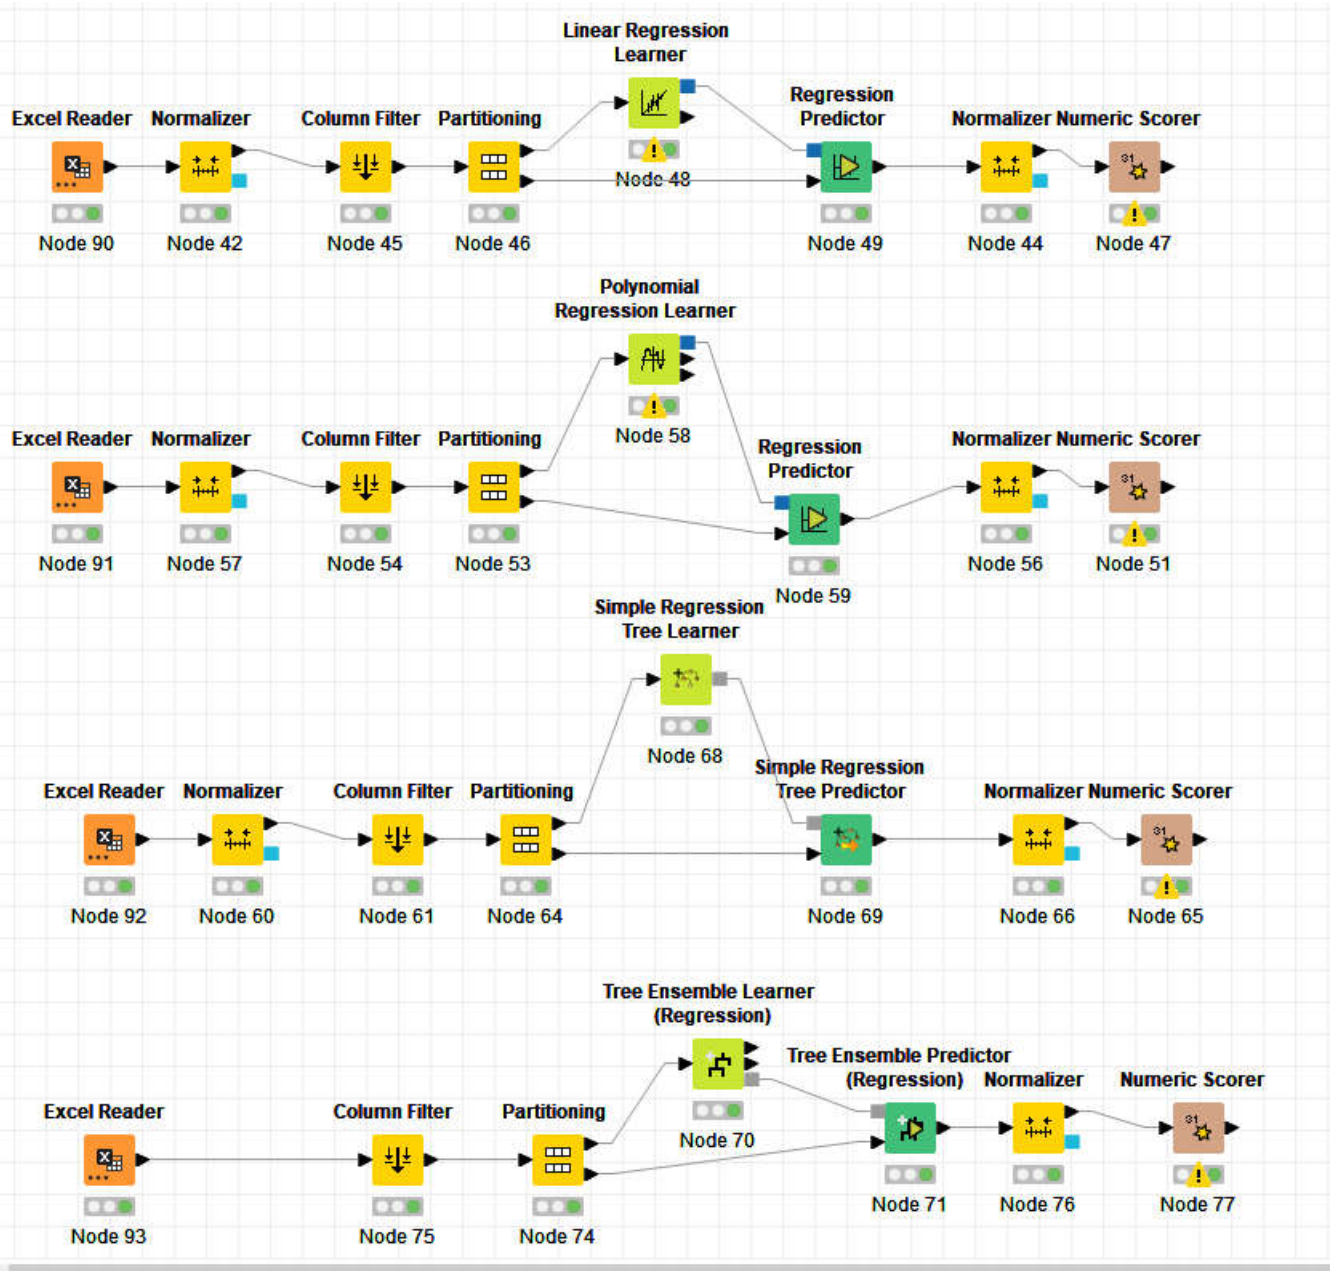 Linear Regression
Learner
Regression
Predictor
Excel Reader Normalizer Column Filter Partitioning Normalizer Numeric Scorer
31
Node 48
Node 90 Node 42 Node 45 Node 46 Node 49 Node 44 Node 47
Polynomial
Regression Learner
Node 58
Excel Reader Normalizer Column Filter Partitioning Normalizer Numeric Scorer
Regression
Predictor
31
Node 91 Node 57 Node 54 Node 53 Node 56 Node 51
Node 59
Simple Regression
Tree Learner
Node 68
Simple Regression
Tree Predictor
Excel Reader Normalizer Column Filter Partitioning Normalizer Numeric Scorer
31
Node 92 Node 60 Node 61 Node 64 Node 69 Node 66 Node 65
Tree Ensemble Learner
(Regression)
Tree Ensemble Predictor
(Regression) Normalizer Numeric Scorer
Excel Reader Column Filter Partitioning
31
Node 70
Node 71 Node 76 Node 77
Node 93 Node 75 Node 74